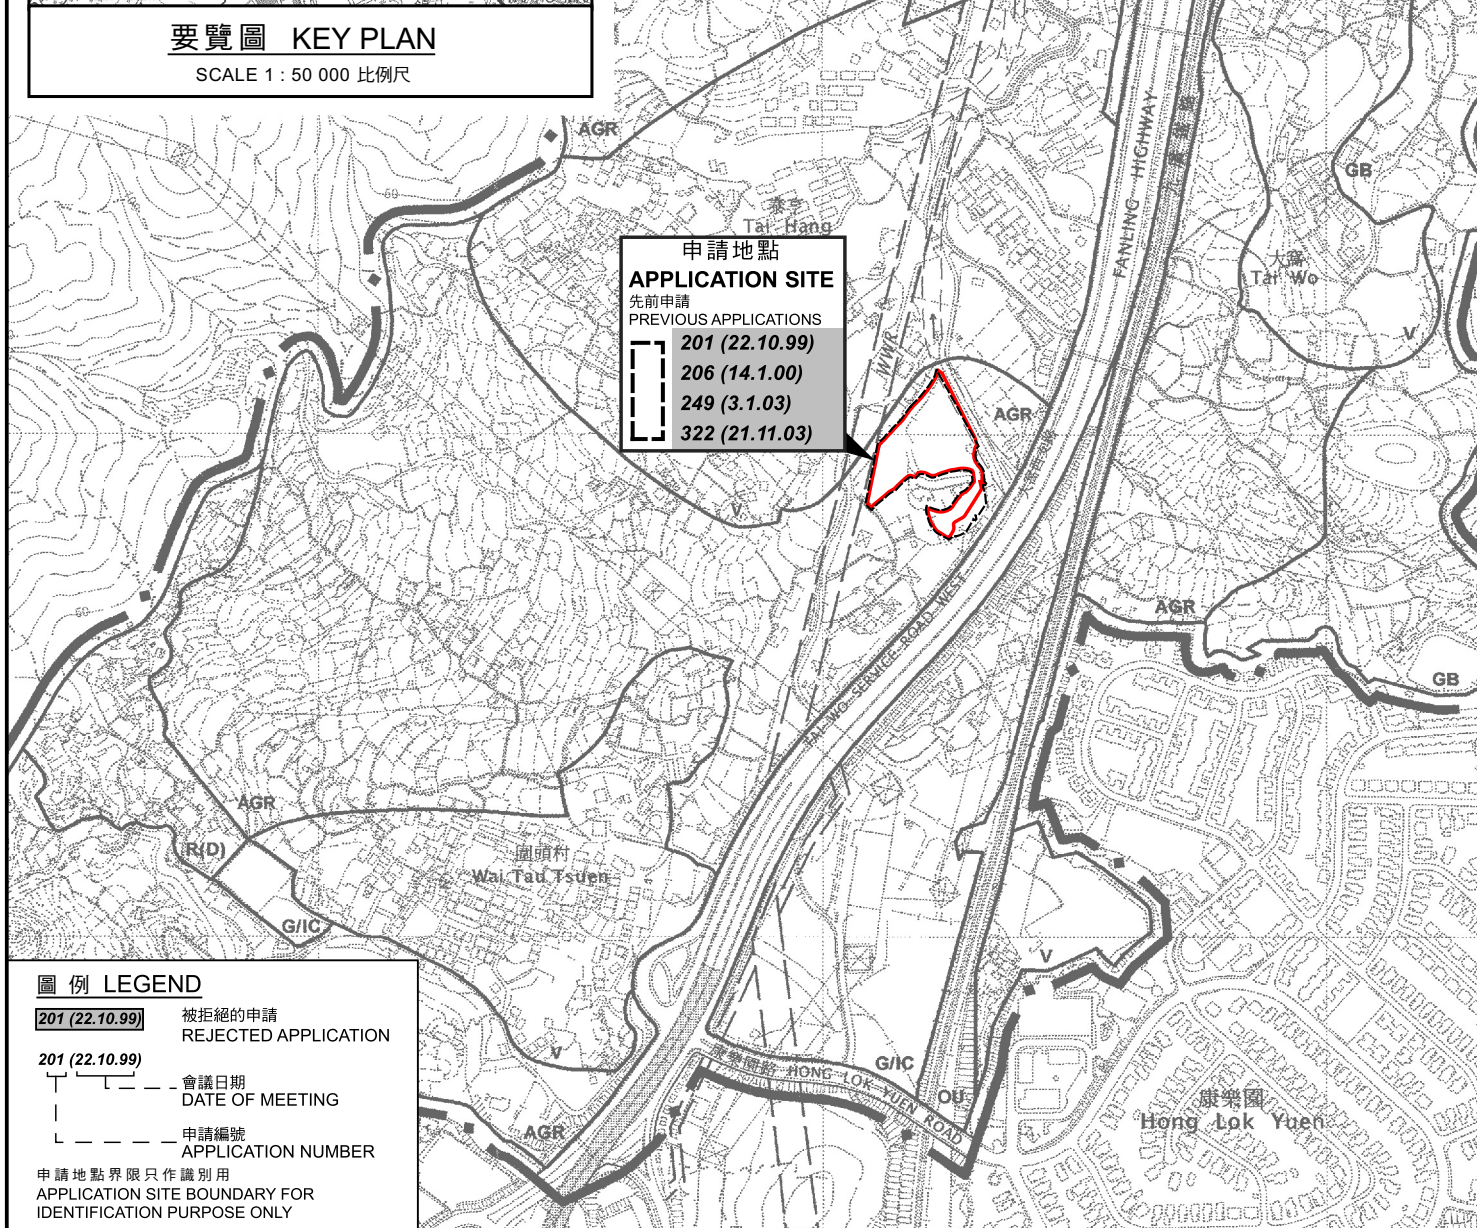 要覽圖 KEY PLAN
SCALE 1 : 50 000 比例尺
AGR
泰亨
Tai Hang
申請地點
APPLICATION SITE
先前申請
PREVIOUS APPLICATIONS
201 (22.10.99)
206 (14.1.00)
249 (3.1.03)
322 (21.11.03)
WWR
FANLING HIGHWAY
GB
大窩
Tai Wo
V
AGR
V
TAI WO SERVICE ROAD WEST
AGR
GB
AGR
R(D)
圍頭村
Wai Tau Tsuen
G/IC
V
V
G/IC
康樂園路 HONG LOK YUEN ROAD
OU
AGR
康樂園
Hong Lok Yuen
50
50
圖例 LEGEND
201 (22.10.99)
被拒絕的申請
REJECTED APPLICATION
201 (22.10.99)
會議日期
DATE OF MEETING
申請編號
APPLICATION NUMBER
申請地點界限只作識別用
APPLICATION SITE BOUNDARY FOR
IDENTIFICATION PURPOSE ONLY